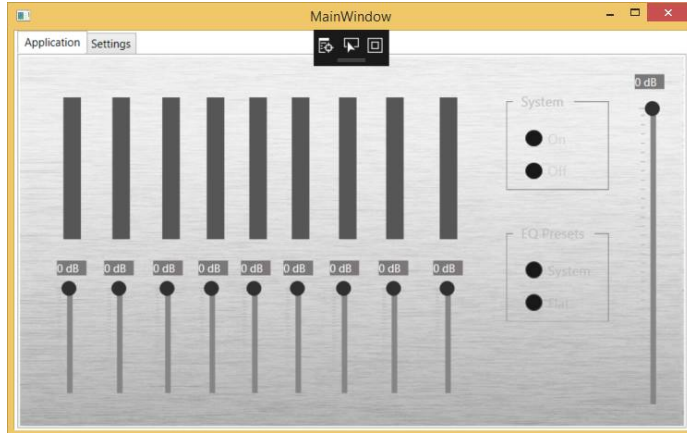 MainWindow
Application Settings
0 dB
System
On
Off
EQ Presets
0 dB 0 dB 0 dB 0 dB 0 dB 0 dB 0 dB 0 dB 0 dB
System
Flat